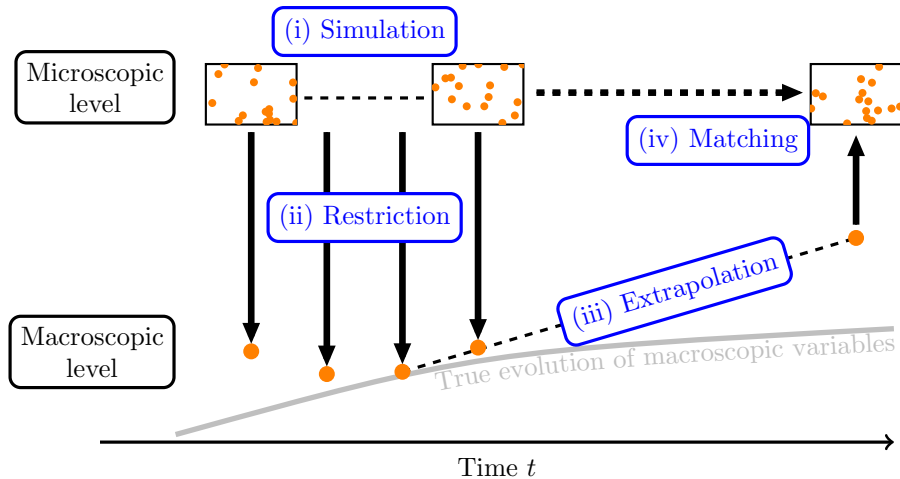 (i) Simulation
Microscopic
level
(iv) Matching
(ii) Restriction
(iii) Extrapolation
Macroscopic
level
True evolution of macroscopic variables
Time t